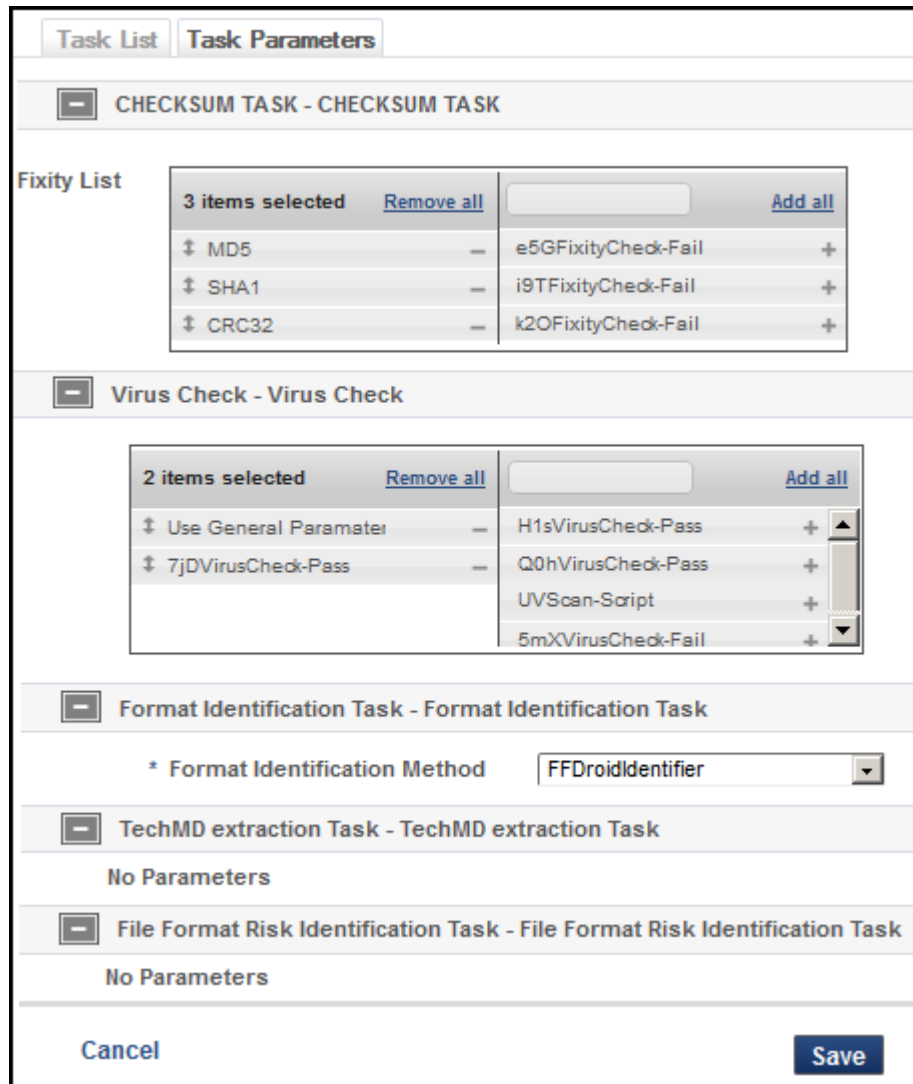 Task List Task Parameters
CHECKSUM TASK - CHECKSUM TASK
Fixity List
3 items selected Remove all Add all
MD5 e5GFixityCheck-Fail
SHA1 i9TFixityCheck-Fail
CRC32 k2OFixityCheck-Fail
Virus Check - Virus Check
2 items selected Remove all Add all
Use General Paramater H1sVirusCheck-Pass
7jDVirusCheck-Pass Q0hVirusCheck-Pass
UVScan-Script
5mXVirusCheck-Fail
Format Identification Task - Format Identification Task
* Format Identification Method FFDroidIdentifier
TechMD extraction Task - TechMD extraction Task
No Parameters
File Format Risk Identification Task - File Format Risk Identification Task
No Parameters
Cancel Save